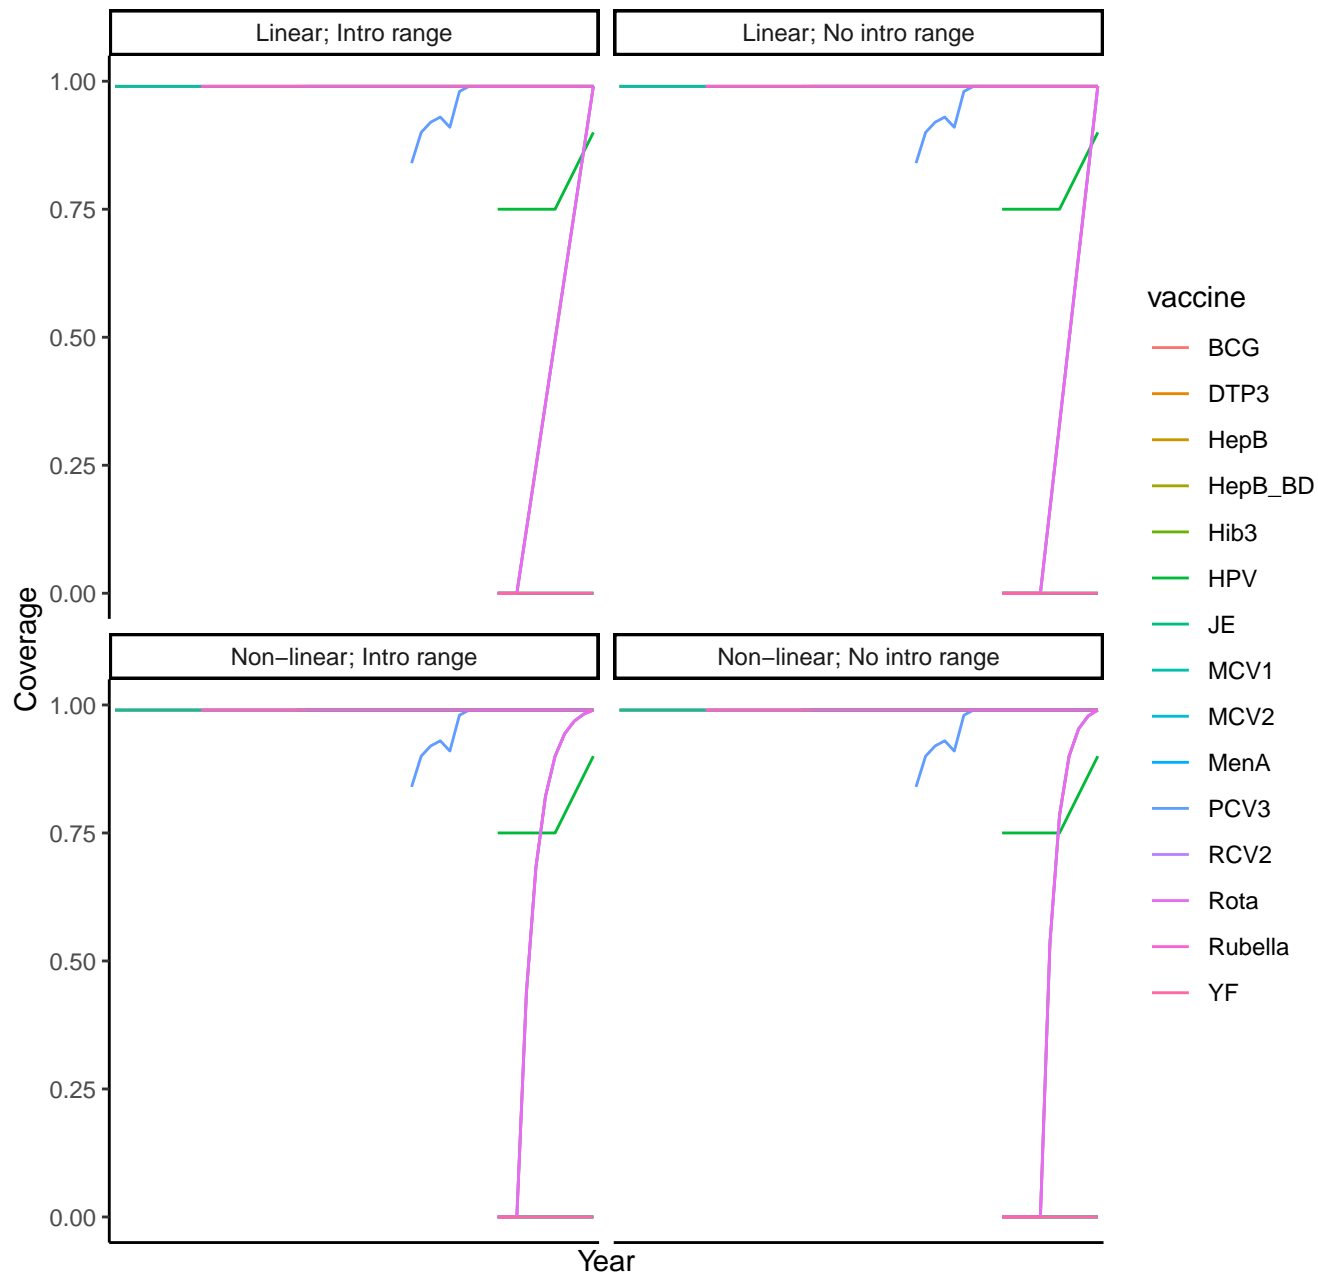 Linear; Intro range
Linear; No intro range
1.00
0.75
0.50
0.25
0.00
Non−linear; Intro range
Non−linear; No intro range
1.00
0.75
0.50
0.25
0.00
Coverage
Year
vaccine
BCG
DTP3
HepB
HepB_BD
Hib3
HPV
JE
MCV1
MCV2
MenA
PCV3
RCV2
Rota
Rubella
YF